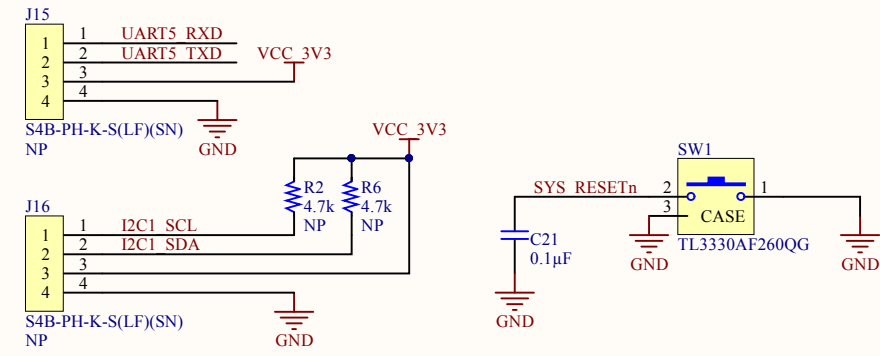 J15
1 1 UART5_RXD
2 2 UART5_TXD VCC_3V3
3 3
4 4
S4B-PH-K-S(LF)(SN)
NP
GND
VCC_3V3
R2 R6
4.7k 4.7k
NP NP
J16
1 1 I2C1_SCL
2 2 I2C1_SDA
3 3
4 4
S4B-PH-K-S(LF)(SN)
NP
GND
SW1
SYS_RESETn 2 1
3 CASE
TL3330AF260QG
GND
GND
C21
0.1µF
GND